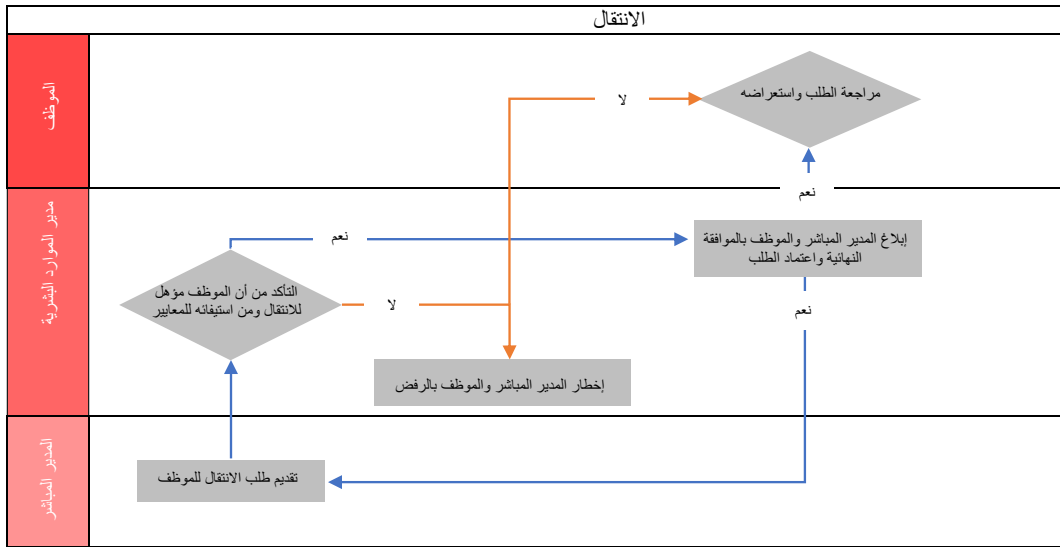 الانتقال
الموظف
مراجعة الطلب واستعراضه
لا
نعم
مدير الموارد البشرية
نعم
إبلاغ المدير المباشر والموظف بالموافقة
النهائية واعتماد الطلب
التأكد من أن الموظف مؤهل
للانتقال ومن استيفائه للمعايير
لا
نعم
إخطار المدير المباشر والموظف بالرفض
المدير المباشر
تقديم طلب الانتقال للموظف